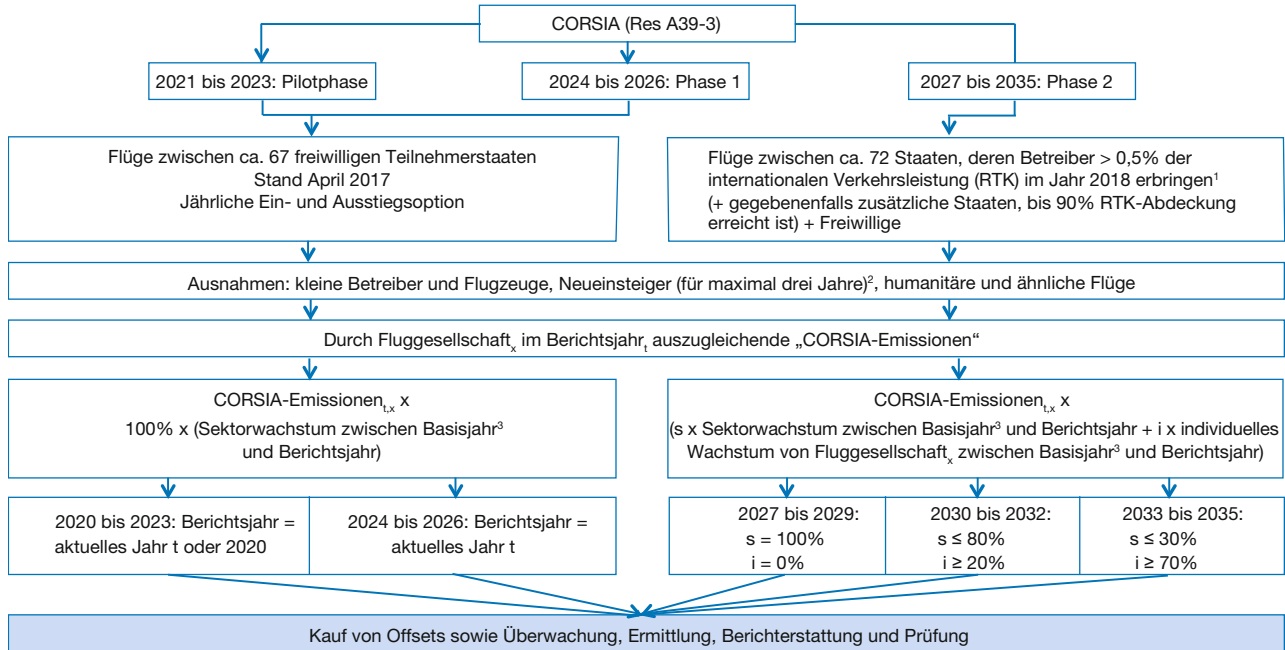 CORSIA (Res A39-3)
2021 bis 2023: Pilotphase
2024 bis 2026: Phase 1
2027 bis 2035: Phase 2
Flüge zwischen ca. 67 freiwilligen Teilnehmerstaaten
Stand April 2017
Jährliche Ein- und Ausstiegsoption
Flüge zwischen ca. 72 Staaten, deren Betreiber > 0,5% der
internationalen Verkehrsleistung (RTK) im Jahr 2018 erbringen¹
(+ gegebenenfalls zusätzliche Staaten, bis 90% RTK-Abdeckung
erreicht ist) + Freiwillige
Ausnahmen: kleine Betreiber und Flugzeuge, Neueinsteiger (für maximal drei Jahre)², humanitäre und ähnliche Flüge
Durch Fluggesellschaftₓ im Berichtsjahrₜ auszugleichende „CORSIA-Emissionen“
CORSIA-Emissionenₜ,ₓ x
100% x (Sektorwachstum zwischen Basisjahr³
und Berichtsjahr)
CORSIA-Emissionenₜ,ₓ x
(s x Sektorwachstum zwischen Basisjahr³ und Berichtsjahr + i x individuelles
Wachstum von Fluggesellschaftₓ zwischen Basisjahr³ und Berichtsjahr)
2020 bis 2023: Berichtsjahr =
aktuelles Jahr t oder 2020
2024 bis 2026: Berichtsjahr =
aktuelles Jahr t
2027 bis 2029:
s = 100%
i = 0%
2030 bis 2032:
s ≤ 80%
i ≥ 20%
2033 bis 2035:
s ≤ 30%
i ≥ 70%
Kauf von Offsets sowie Überwachung, Ermittlung, Berichterstattung und Prüfung